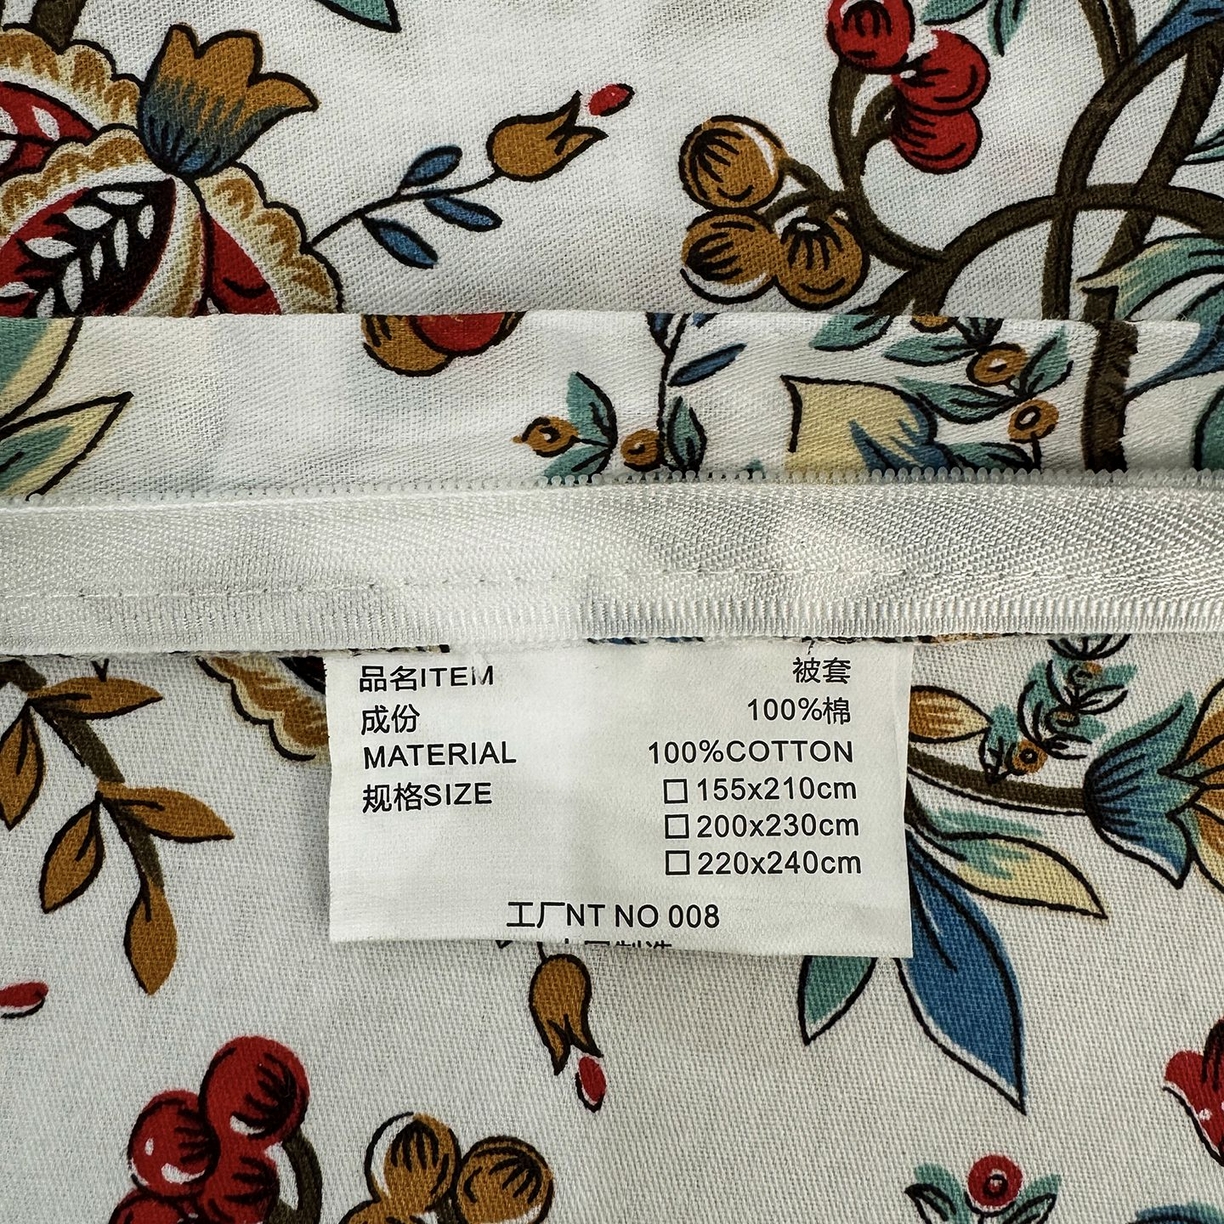 品名ITEM 被套
成份 100%棉
MATERIAL 100%COTTON
规格SIZE □155x210cm
□200x230cm
□220x240cm
工厂NT NO 008